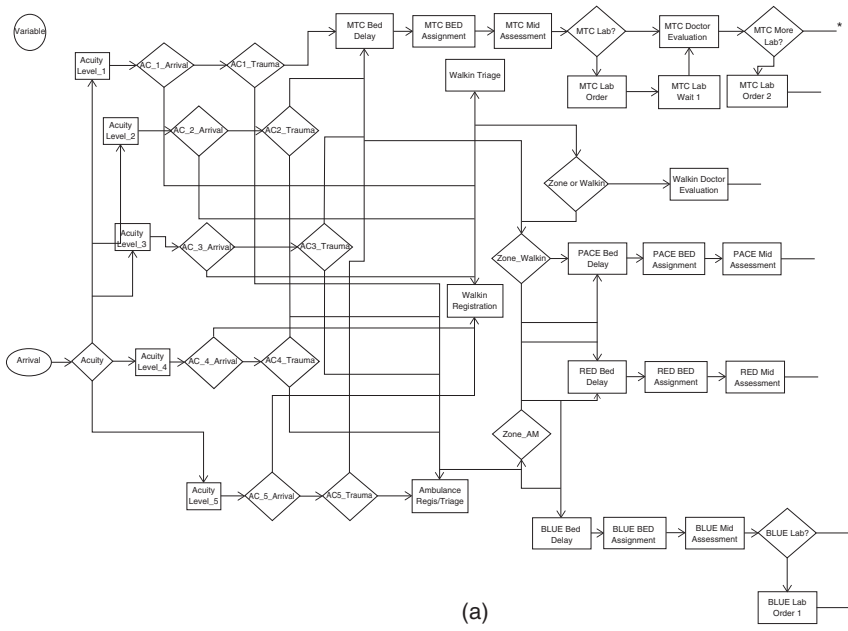 Variable
MTC Bed
Delay
MTC BED
Assignment
MTC Mid
Assessment
MTC Lab?
MTC Doctor
Evaluation
MTC More
Lab?
*
Acuity
Level_1
AC_1_Arrival
AC1_Trauma
Walkin Triage
MTC Lab
Order
MTC Lab
Wait 1
MTC Lab
Order 2
Acuity
Level_2
AC_2_Arrival
AC2_Trauma
Zone or Walkin
Walkin Doctor
Evaluation
Acuity
Level_3
AC_3_Arrival
AC3_Trauma
Zone_Walkin
PACE Bed
Delay
PACE BED
Assignment
PACE Mid
Assessment
Walkin
Registration
Arrival
Acuity
Acuity
Level_4
AC_4_Arrival
AC4_Trauma
RED Bed
Delay
RED BED
Assignment
RED Mid
Assessment
Zone_AM
Acuity
Level_5
AC_5_Arrival
AC5_Trauma
Ambulance
Regis/Triage
BLUE Bed
Delay
BLUE BED
Assignment
BLUE Mid
Assessment
BLUE Lab?
BLUE Lab
Order 1
(a)